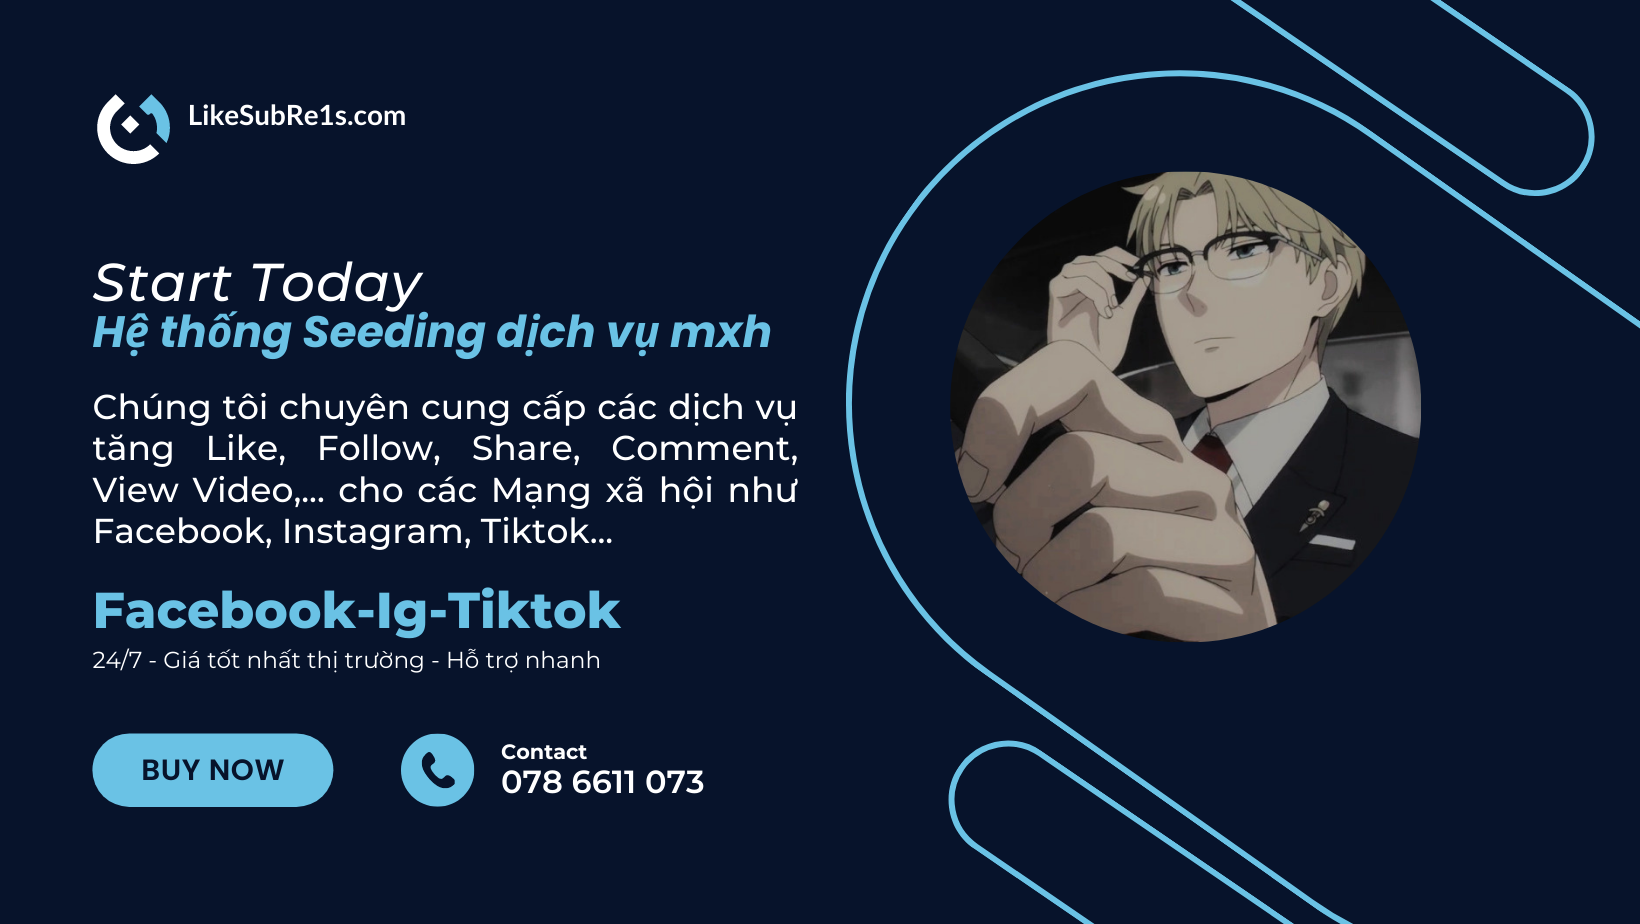 LikeSubRe1s.com
Start Today
Hệ thống Seeding dịch vụ mxh
Chúng tôi chuyên cung cấp các dịch vụ
tăng Like, Follow, Share, Comment,
View Video,... cho các Mạng xã hội như
Facebook, Instagram, Tiktok...
Facebook-Ig-Tiktok
24/7 - Giá tốt nhất thị trường - Hỗ trợ nhanh
BUY NOW
Contact
078 6611 073